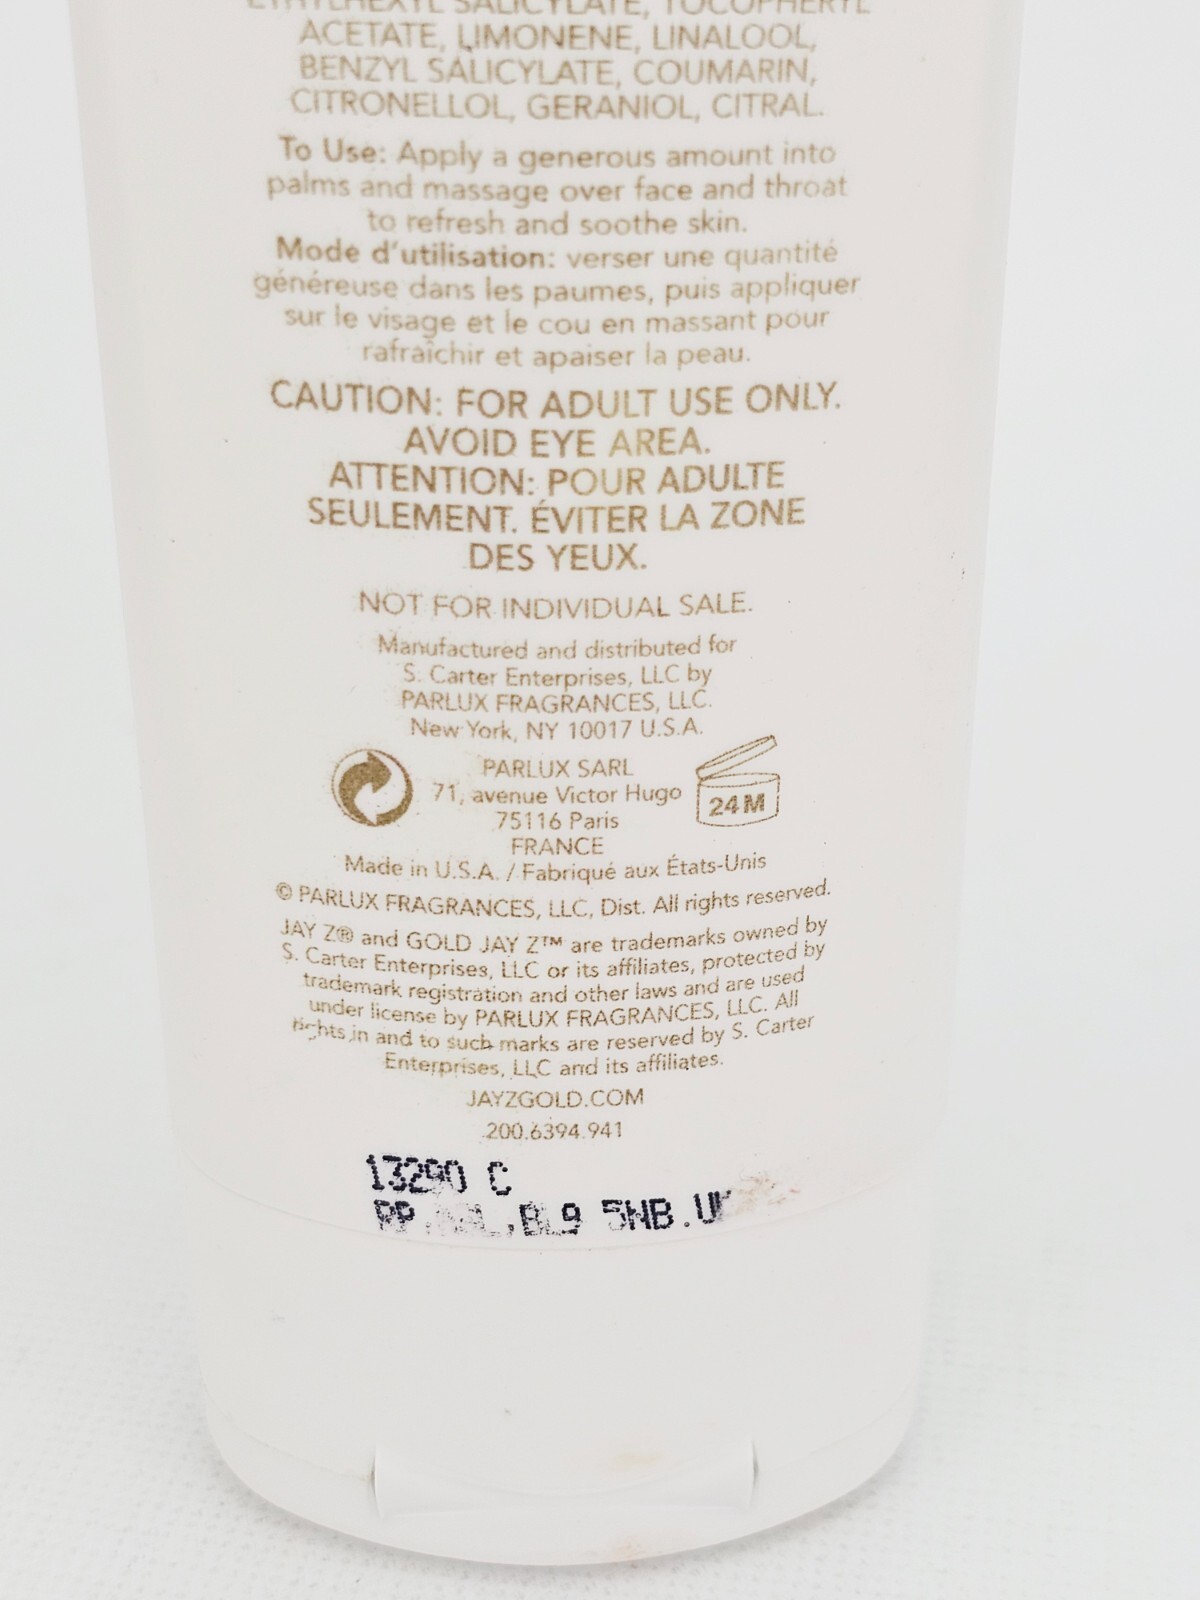 ETHYLHEXYL SALICYLATE, TOCOPHERYL
ACETATE, LIMONENE, LINALOOL,
BENZYL SALICYLATE, COUMARIN,
CITRONELLOL, GERANIOL, CITRAL.
To Use: Apply a generous amount into
palms and massage over face and throat
to refresh and soothe skin.
Mode d'utilisation: verser une quantité
généreuse dans les paumes, puis appliquer
sur le visage et le cou en massant pour
rafraîchir et apaiser la peau.
CAUTION: FOR ADULT USE ONLY.
AVOID EYE AREA.
ATTENTION: POUR ADULTE
SEULEMENT. ÉVITER LA ZONE
DES YEUX.
NOT FOR INDIVIDUAL SALE.
Manufactured and distributed for
S. Carter Enterprises, LLC by
PARLUX FRAGRANCES, LLC.
New York, NY 10017 U.S.A.
PARLUX SARL
71, avenue Victor Hugo
75116 Paris
FRANCE
24M
Made in U.S.A. / Fabriqué aux États-Unis
© PARLUX FRAGRANCES, LLC, Dist. All rights reserved.
JAY Z® and GOLD JAY Z™ are trademarks owned by
S. Carter Enterprises, LLC or its affiliates, protected by
trademark registration and other laws and are used
under license by PARLUX FRAGRANCES, LLC. All
rights in and to such marks are reserved by S. Carter
Enterprises, LLC and its affiliates.
JAYZGOLD.COM
200.6394.941
13290 C
5NB.UK